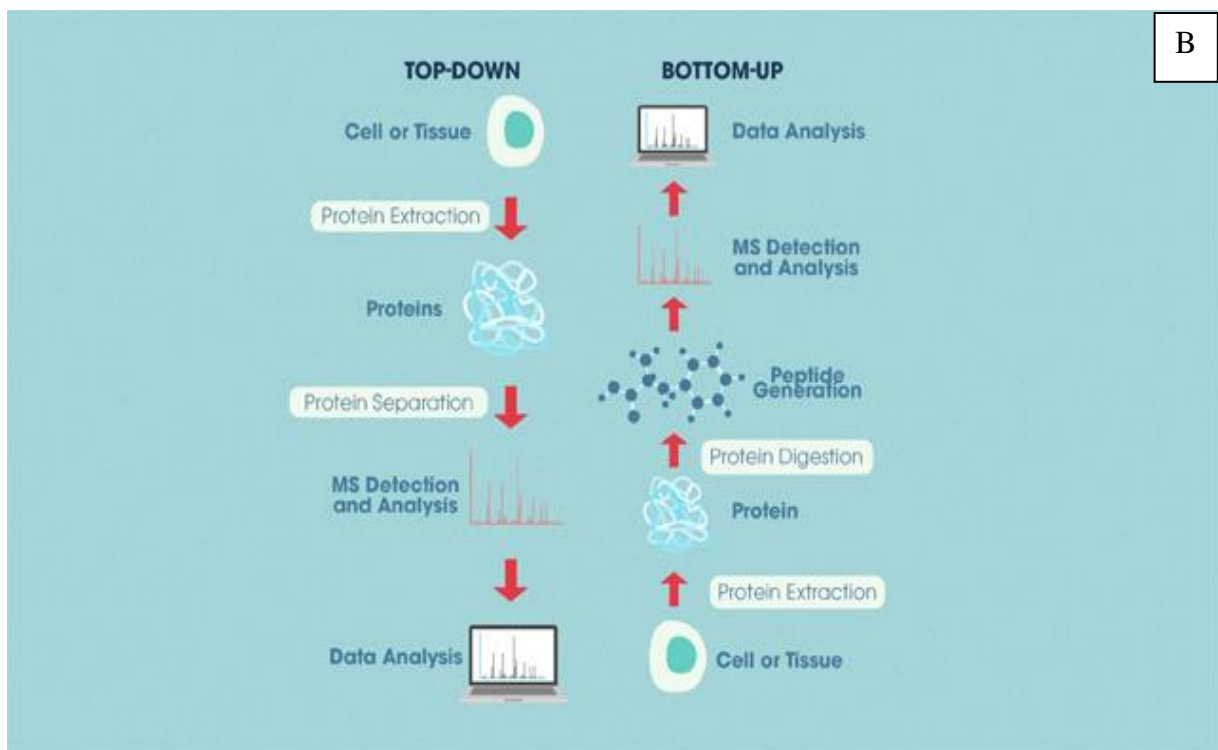 B
TOP-DOWN
Cell or Tissue
Protein Extraction
Proteins
Protein Separation
MS Detection
and Analysis
Data Analysis
BOTTOM-UP
Data Analysis
MS Detection
and Analysis
Peptide
Generation
Protein Digestion
Protein
Protein Extraction
Cell or Tissue